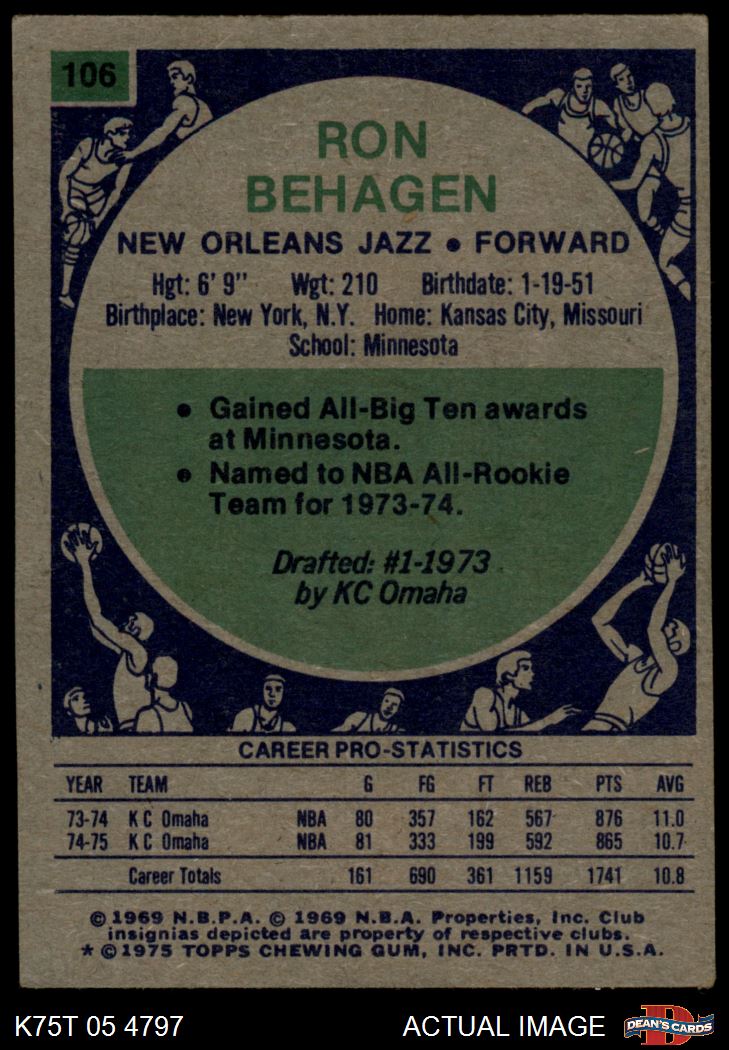 106
RON
BEHAGEN
NEW ORLEANS JAZZ • FORWARD
Hgt: 6' 9" Wgt: 210 Birthdate: 1-19-51
Birthplace: New York, N.Y. Home: Kansas City, Missouri
School: Minnesota
• Gained All-Big Ten awards
at Minnesota.
• Named to NBA All-Rookie
Team for 1973-74.
Drafted: #1-1973
by KC Omaha
CAREER PRO-STATISTICS
YEAR TEAM G FG FT REB PTS AVG
73-74 K C Omaha NBA 80 357 162 567 876 11.0
74-75 K C Omaha NBA 81 333 199 592 865 10.7
Career Totals 161 690 361 1159 1741 10.8
© 1969 N.B.P.A. © 1969 N.B.A. Properties, Inc. Club
insignias depicted are property of respective clubs.
* © 1975 TOPPS CHEWING GUM, INC. PRTD. IN U.S.A.
K75T 05 4797 ACTUAL IMAGE DEAN'S CARDS